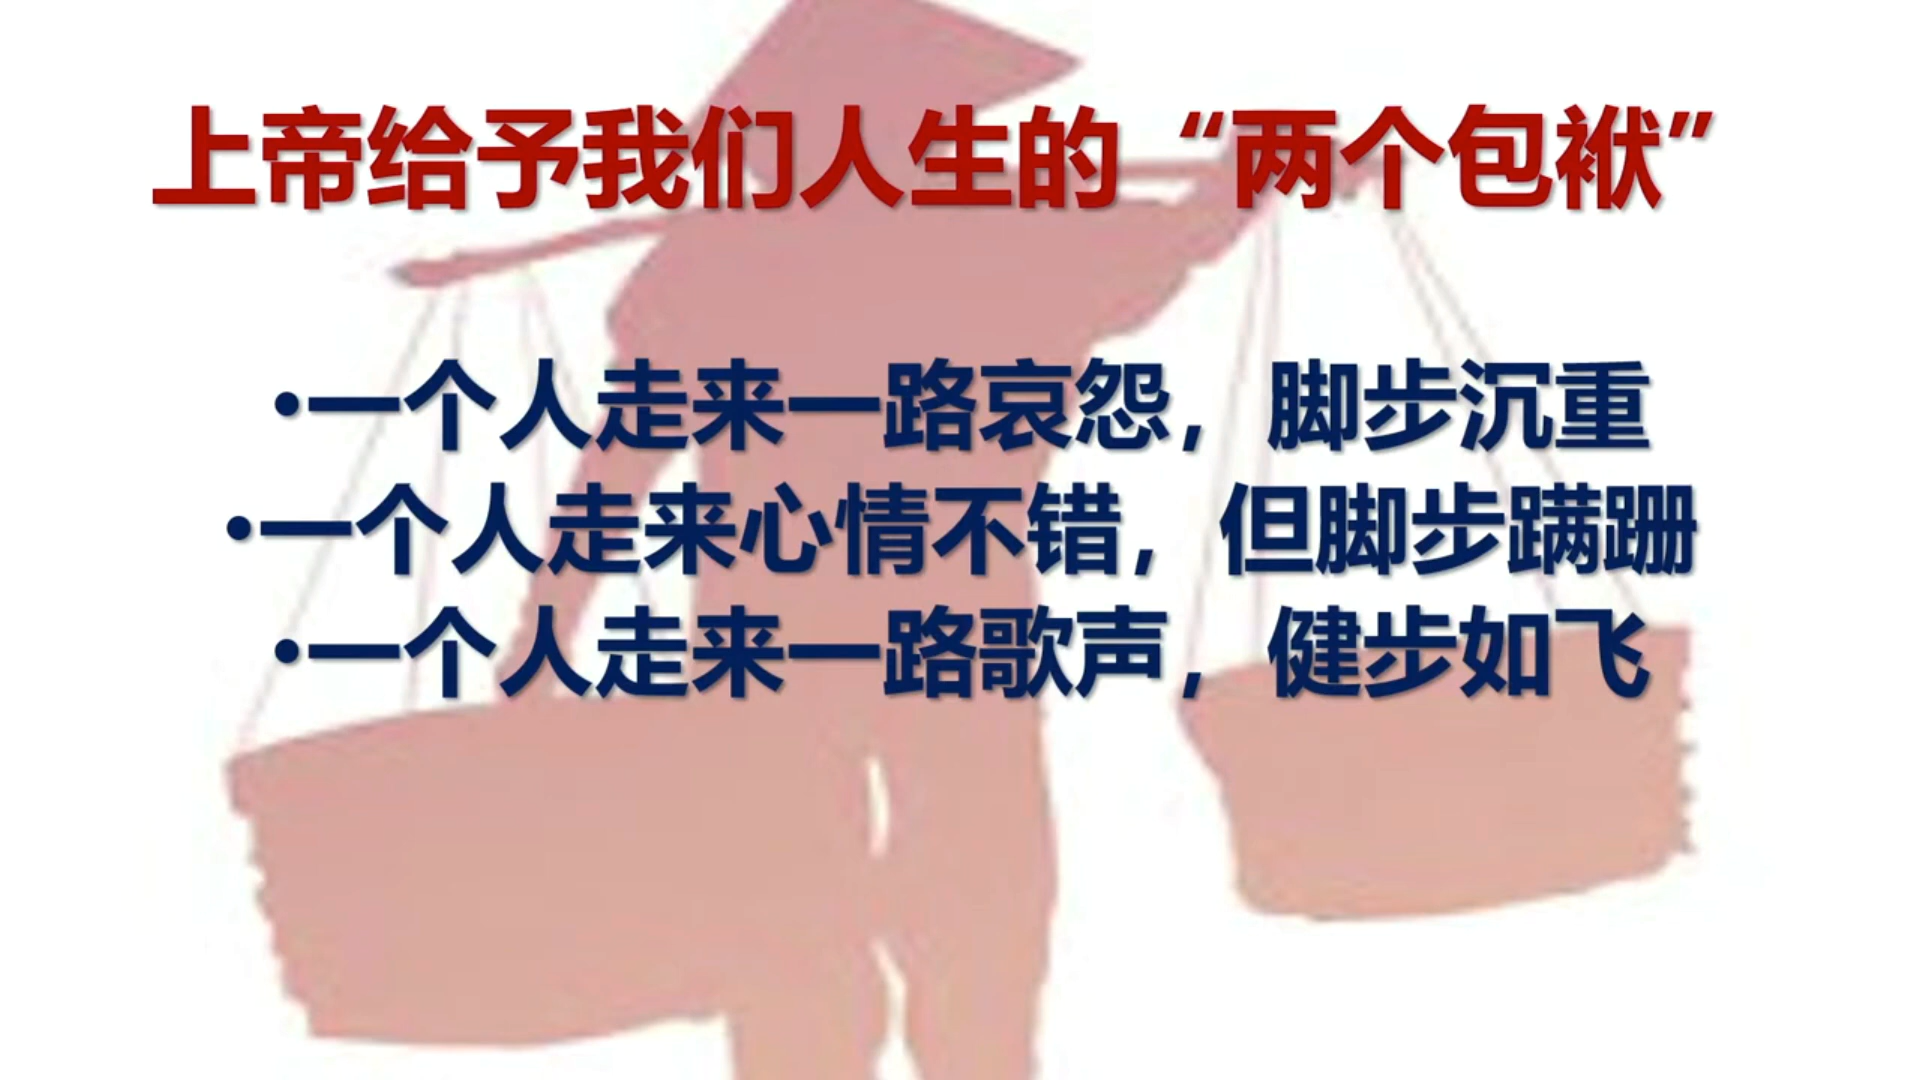 上帝给予我们人生的“两个包袱”
•一个人走来一路哀怨，脚步沉重
•一个人走来心情不错，但脚步蹒跚
•一个人走来一路歌声，健步如飞